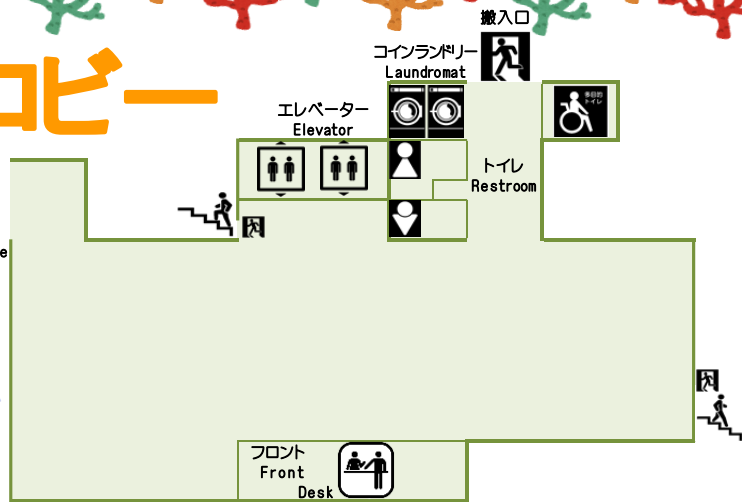 搬入口
コインランドリー
Laundromat
ロビー
多目的
トイレ
エレベーター
Elevator
トイレ
Restroom
フロント
Front
Desk